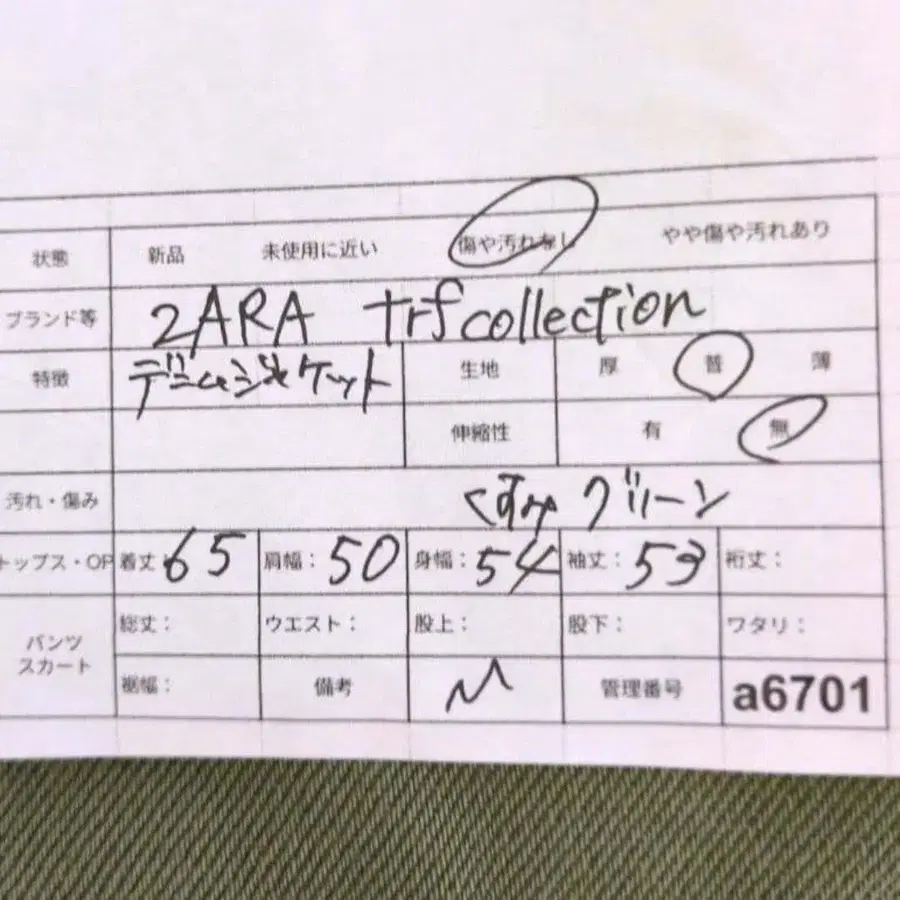 状態 新品 未使用に近い 傷や汚れなし やや傷や汚れあり
ブランド等 ZARA trf collection
特徴 デニムジャケット 生地 厚 普 薄
伸縮性 有 無
汚れ・傷み くすみグリーン
トップス・OP 着丈 65 肩幅：50 身幅：54 袖丈：53 裄丈：
パンツ スカート 総丈： ウエスト： 股上： 股下： ワタリ：
裾幅： 備考 M 管理番号 a6701